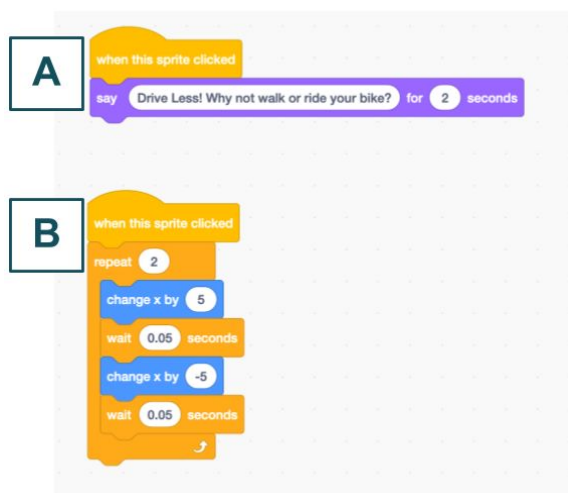 A
when this sprite clicked
say Drive Less! Why not walk or ride your bike? for 2 seconds
B
when this sprite clicked
repeat 2
change x by 5
wait 0.05 seconds
change x by -5
wait 0.05 seconds